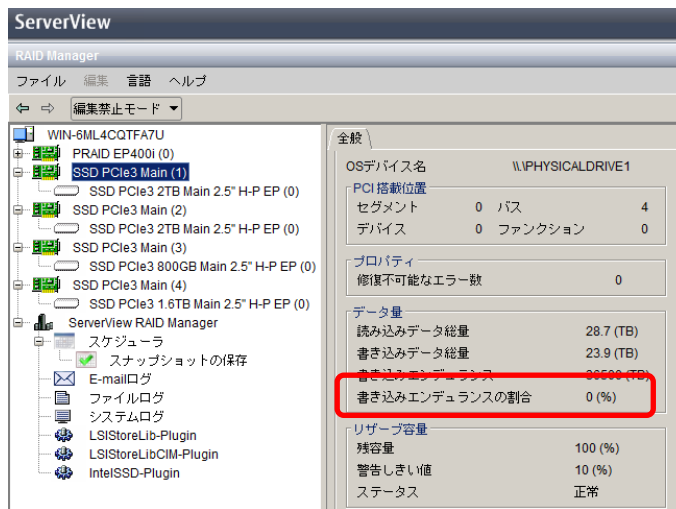 ServerView
RAID Manager
ファイル 編集 言語 ヘルプ
編集禁止モード
WIN-6ML4CQTFA7U
PRAID EP400i (0)
SSD PCIe3 Main (1)
SSD PCIe3 2TB Main 2.5" H-P EP (0)
SSD PCIe3 Main (2)
SSD PCIe3 2TB Main 2.5" H-P EP (0)
SSD PCIe3 Main (3)
SSD PCIe3 800GB Main 2.5" H-P EP (0)
SSD PCIe3 Main (4)
SSD PCIe3 1.6TB Main 2.5" H-P EP (0)
ServerView RAID Manager
スケジューラ
スナップショットの保存
E-mailログ
ファイルログ
システムログ
LSIStoreLib-Plugin
LSIStoreLibCIM-Plugin
IntelSSD-Plugin
全般
OSデバイス名 \\.\PHYSICALDRIVE1
PCI搭載位置
セグメント 0 バス 4
デバイス 0 ファンクション 0
プロパティ
修復不可能なエラー数 0
データ量
読み込みデータ総量 28.7 (TB)
書き込みデータ総量 23.9 (TB)
書き込みエンデュランス (TB)
書き込みエンデュランスの割合 0 (%)
リザーブ容量
残容量 100 (%)
警告しきい値 10 (%)
ステータス 正常